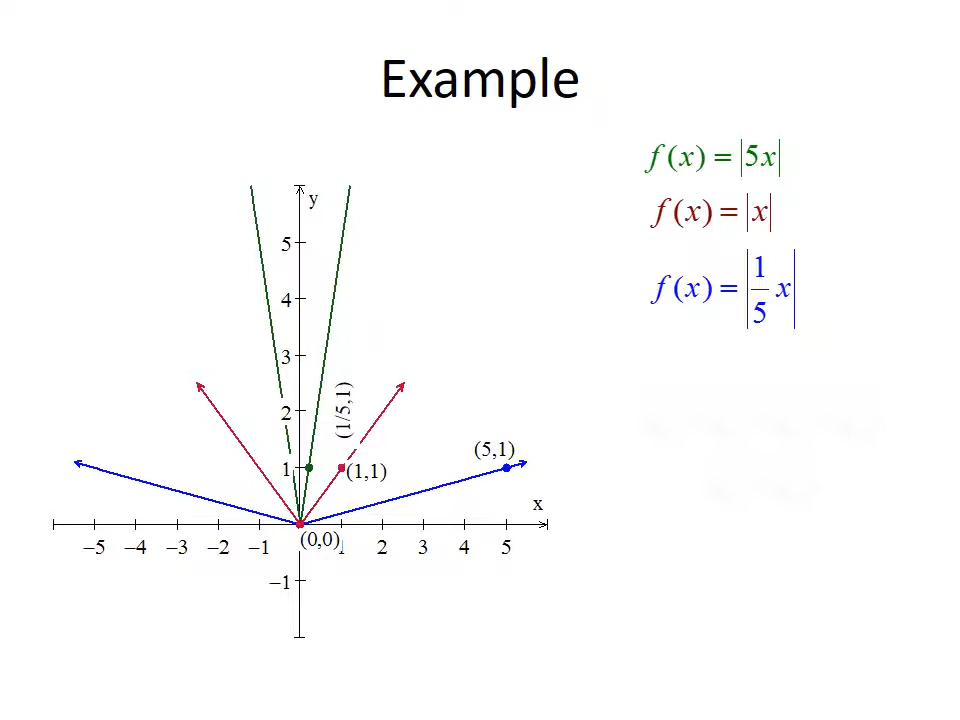 Example
f(x) = |5x|
f(x) = |x|
f(x) = |1/5 x|
y
5
4
3
2
1
(1/5,1)
(1,1)
(5,1)
x
(0,0)
–5 –4 –3 –2 –1 1 2 3 4 5
–1